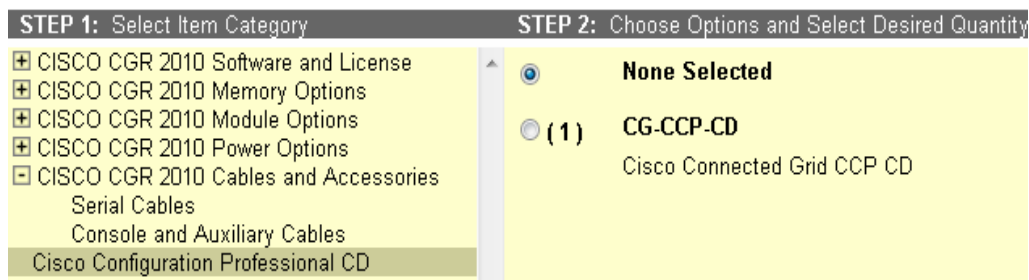 STEP 1: Select Item Category
CISCO CGR 2010 Software and License
CISCO CGR 2010 Memory Options
CISCO CGR 2010 Module Options
CISCO CGR 2010 Power Options
CISCO CGR 2010 Cables and Accessories
Serial Cables
Console and Auxiliary Cables
Cisco Configuration Professional CD
STEP 2: Choose Options and Select Desired Quantity
None Selected
(1) CG-CCP-CD
Cisco Connected Grid CCP CD